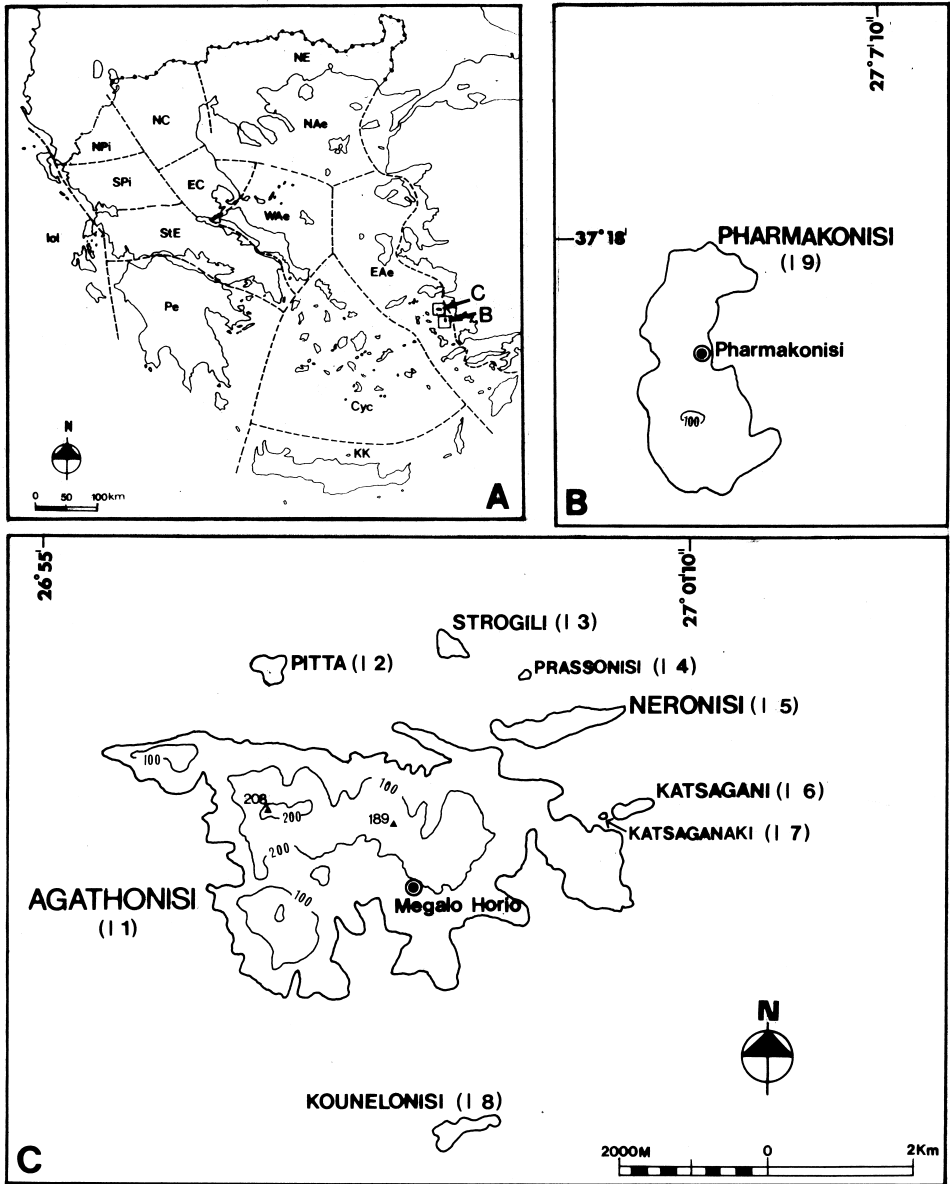 NE
NC
NAe
NPi
SPi
EC
WAe
IoI
StE
EAe
Pe
C
B
Cyc
KK
N
0 50 100km
A
27° 7' 10"
37° 18'
PHARMAKONISI
(I 9)
Pharmakonisi
100
B
26° 55'
27° 01' 10"
STROGILI (I 3)
PITTA (I 2)
PRASSONISI (I 4)
NERONISI (I 5)
100
100
208
200
189
KATSAGANI (I 6)
KATSAGANAKI (I 7)
200
100
AGATHONISI
(I 1)
Megalo Horio
N
KOUNELONISI (I 8)
C
2000M 0 2Km